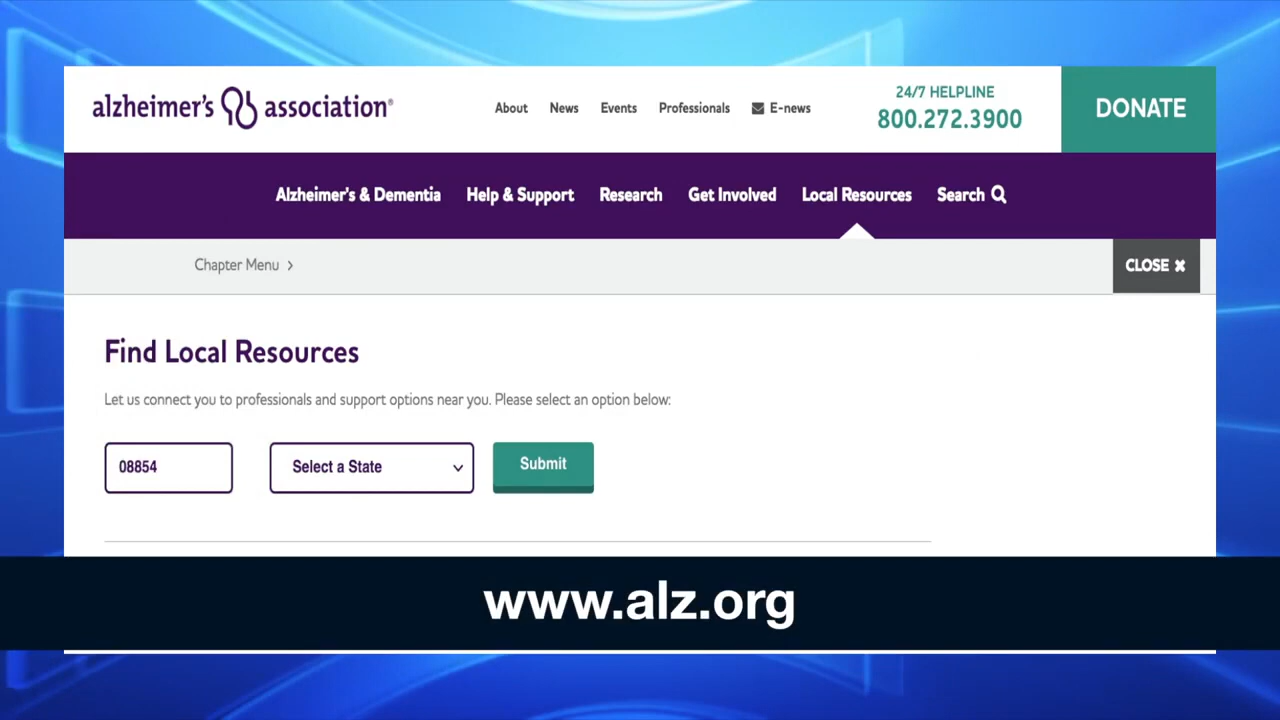 alzheimer's association®
About News Events Professionals E-news
24/7 HELPLINE
800.272.3900
DONATE
Alzheimer's & Dementia Help & Support Research Get Involved Local Resources Search
Chapter Menu >
CLOSE ✖
Find Local Resources
Let us connect you to professionals and support options near you. Please select an option below:
08854 Select a State Submit
www.alz.org